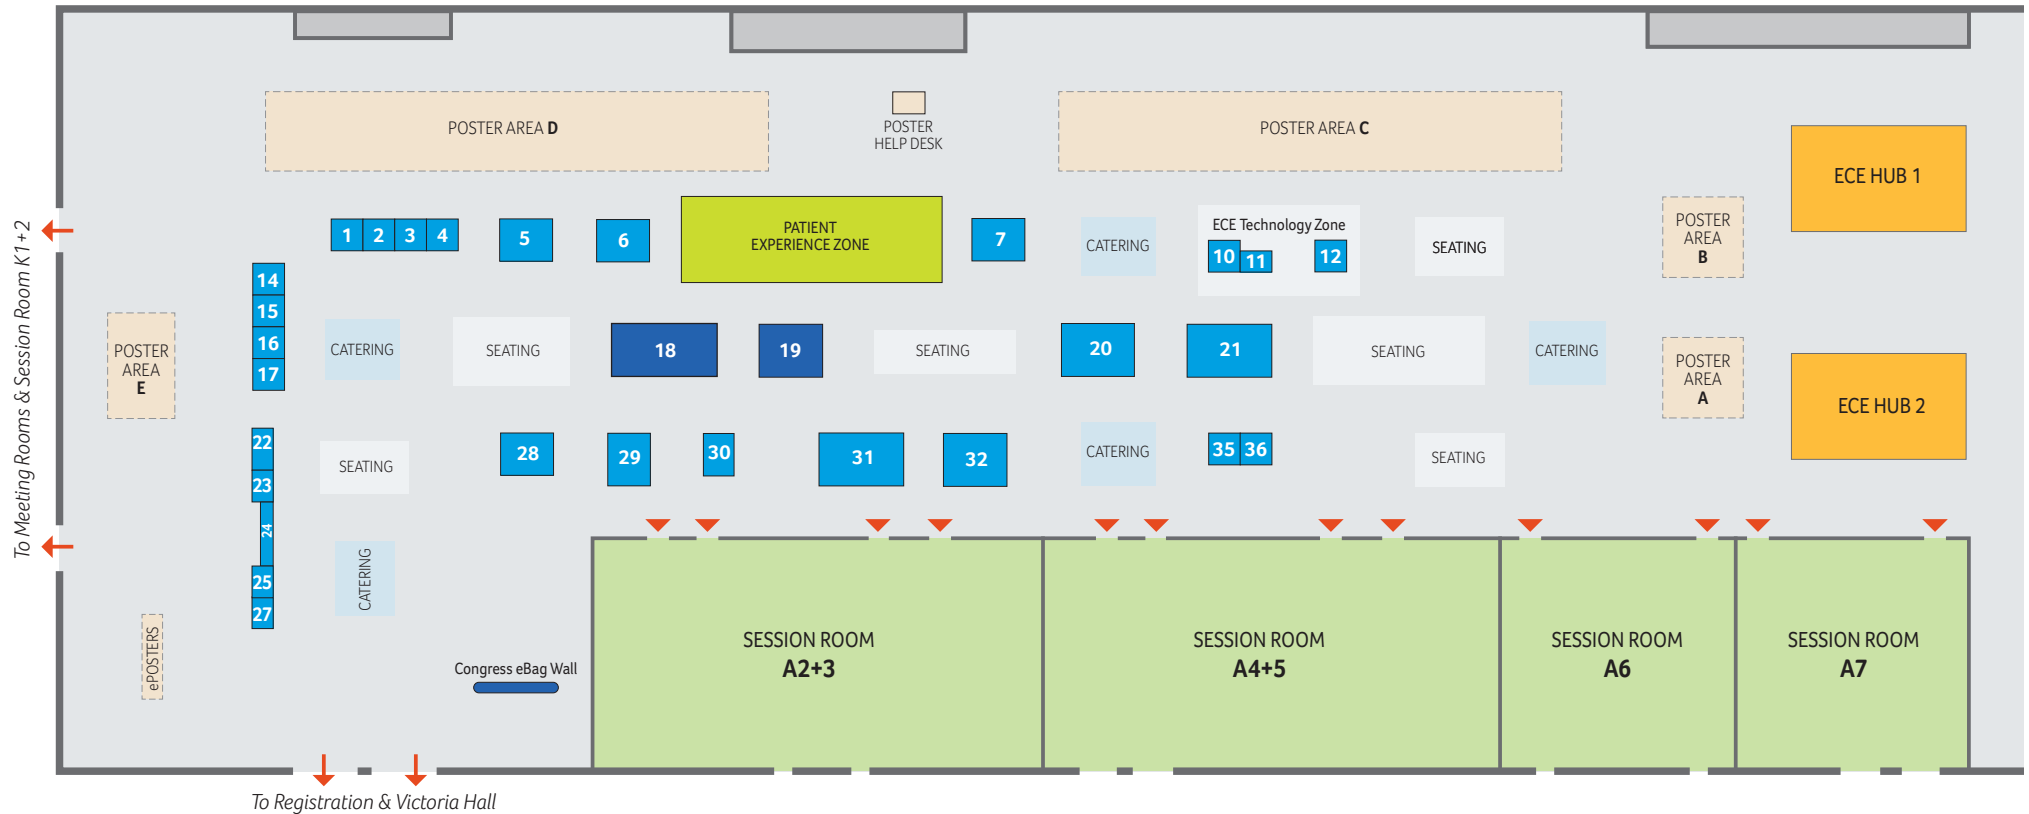 POSTER AREA D
POSTER
HELP DESK
POSTER AREA C
ECE HUB 1
To Meeting Rooms & Session Room K1+2
1
2
3
4
5
6
PATIENT
EXPERIENCE ZONE
7
CATERING
ECE Technology Zone
10
11
12
SEATING
POSTER
AREA
B
14
15
16
17
POSTER
AREA
E
CATERING
SEATING
18
19
SEATING
20
21
SEATING
CATERING
POSTER
AREA
A
ECE HUB 2
22
23
24
25
27
SEATING
28
29
30
31
32
CATERING
35
36
SEATING
CATERING
ePOSTERS
Congress eBag Wall
SESSION ROOM
A2+3
SESSION ROOM
A4+5
SESSION ROOM
A6
SESSION ROOM
A7
To Registration & Victoria Hall